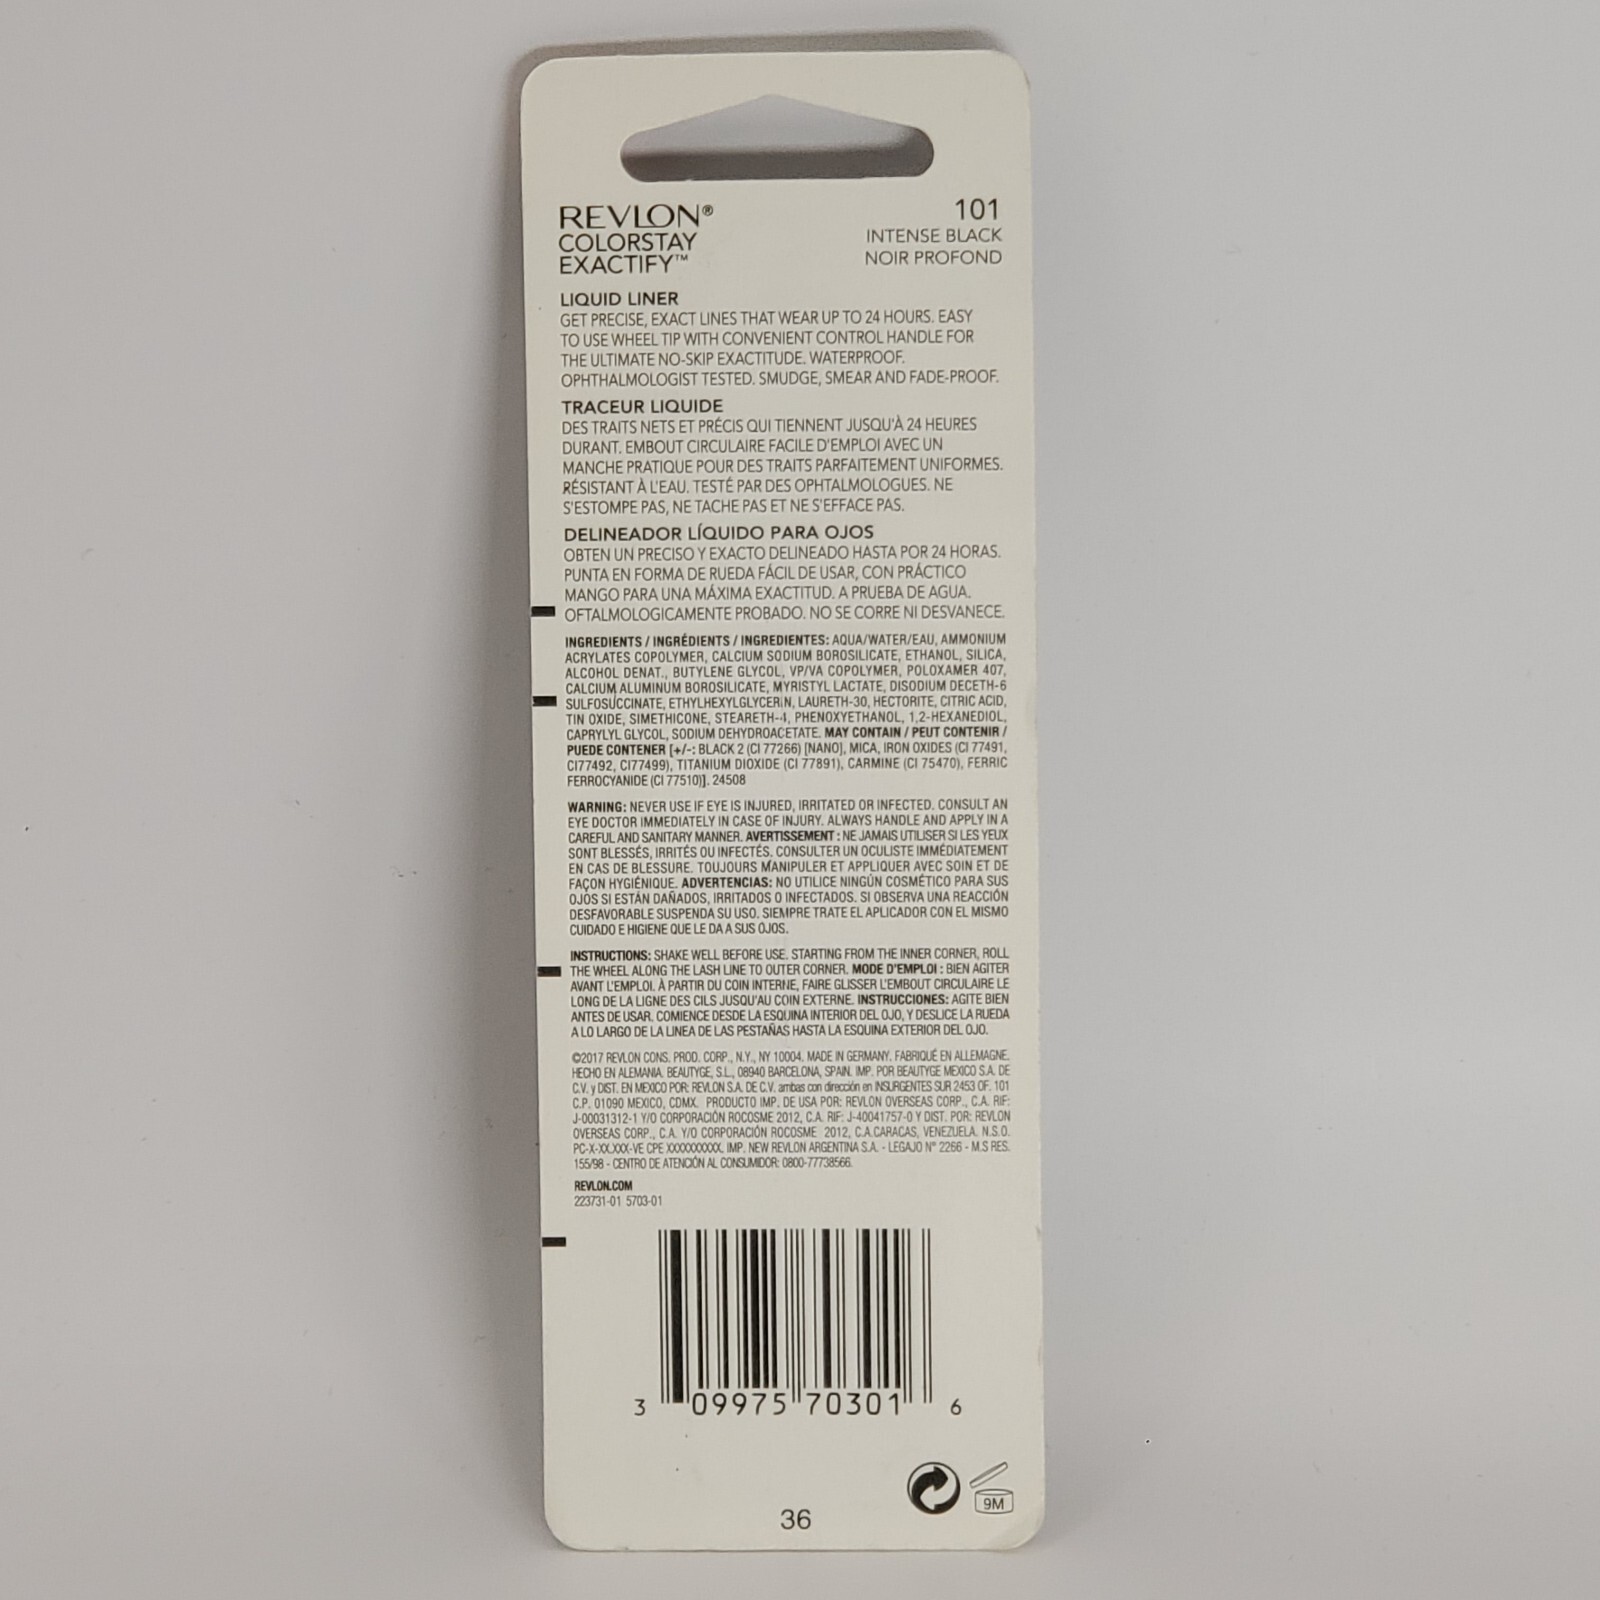 REVLON®
COLORSTAY
EXACTIFY™
101
INTENSE BLACK
NOIR PROFOND
LIQUID LINER
GET PRECISE, EXACT LINES THAT WEAR UP TO 24 HOURS. EASY
TO USE WHEEL TIP WITH CONVENIENT CONTROL HANDLE FOR
THE ULTIMATE NO-SKIP EXACTITUDE. WATERPROOF.
OPHTHALMOLOGIST TESTED. SMUDGE, SMEAR AND FADE-PROOF.
TRACEUR LIQUIDE
DES TRAITS NETS ET PRÉCIS QUI TIENNENT JUSQU'À 24 HEURES
DURANT. EMBOUT CIRCULAIRE FACILE D'EMPLOI AVEC UN
MANCHE PRATIQUE POUR DES TRAITS PARFAITEMENT UNIFORMES.
RÉSISTANT À L'EAU. TESTÉ PAR DES OPHTALMOLOGUES. NE
S'ESTOMPE PAS, NE TACHE PAS ET NE S'EFFACE PAS.
DELINEADOR LÍQUIDO PARA OJOS
OBTEN UN PRECISO Y EXACTO DELINEADO HASTA POR 24 HORAS.
PUNTA EN FORMA DE RUEDA FÁCIL DE USAR, CON PRÁCTICO
MANGO PARA UNA MÁXIMA EXACTITUD. A PRUEBA DE AGUA.
OFTALMOLOGICAMENTE PROBADO. NO SE CORRE NI DESVANECE.
INGREDIENTS / INGRÉDIENTS / INGREDIENTES: AQUA/WATER/EAU, AMMONIUM
ACRYLATES COPOLYMER, CALCIUM SODIUM BOROSILICATE, ETHANOL, SILICA,
ALCOHOL DENAT., BUTYLENE GLYCOL, VP/VA COPOLYMER, POLOXAMER 407,
CALCIUM ALUMINUM BOROSILICATE, MYRISTYL LACTATE, DISODIUM DECETH-6
SULFOSUCCINATE, ETHYLHEXYLGLYCERIN, LAURETH-30, HECTORITE, CITRIC ACID,
TIN OXIDE, SIMETHICONE, STEARETH-4, PHENOXYETHANOL, 1,2-HEXANEDIOL,
CAPRYLYL GLYCOL, SODIUM DEHYDROACETATE. MAY CONTAIN / PEUT CONTENIR /
PUEDE CONTENER [+/-: BLACK 2 (CI 77266) [NANO], MICA, IRON OXIDES (CI 77491,
CI77492, CI77499), TITANIUM DIOXIDE (CI 77891), CARMINE (CI 75470), FERRIC
FERROCYANIDE (CI 77510)]. 24508
WARNING: NEVER USE IF EYE IS INJURED, IRRITATED OR INFECTED. CONSULT AN
EYE DOCTOR IMMEDIATELY IN CASE OF INJURY. ALWAYS HANDLE AND APPLY IN A
CAREFUL AND SANITARY MANNER. AVERTISSEMENT : NE JAMAIS UTILISER SI LES YEUX
SONT BLESSÉS, IRRITÉS OU INFECTÉS. CONSULTER UN OCULISTE IMMÉDIATEMENT
EN CAS DE BLESSURE. TOUJOURS MANIPULER ET APPLIQUER AVEC SOIN ET DE
FAÇON HYGIÉNIQUE. ADVERTENCIAS: NO UTILICE NINGÚN COSMÉTICO PARA SUS
OJOS SI ESTÁN DAÑADOS, IRRITADOS O INFECTADOS. SI OBSERVA UNA REACCIÓN
DESFAVORABLE SUSPENDA SU USO. SIEMPRE TRATE EL APLICADOR CON EL MISMO
CUIDADO E HIGIENE QUE LE DA A SUS OJOS.
INSTRUCTIONS: SHAKE WELL BEFORE USE. STARTING FROM THE INNER CORNER, ROLL
THE WHEEL ALONG THE LASH LINE TO OUTER CORNER. MODE D'EMPLOI : BIEN AGITER
AVANT L'EMPLOI. À PARTIR DU COIN INTERNE, FAIRE GLISSER L'EMBOUT CIRCULAIRE LE
LONG DE LA LIGNE DES CILS JUSQU'AU COIN EXTERNE. INSTRUCCIONES: AGITE BIEN
ANTES DE USAR. COMIENCE DESDE LA ESQUINA INTERIOR DEL OJO, Y DESLICE LA RUEDA
A LO LARGO DE LA LINEA DE LAS PESTAÑAS HASTA LA ESQUINA EXTERIOR DEL OJO.
©2017 REVLON CONS. PROD. CORP., N.Y., NY 10004. MADE IN GERMANY. FABRIQUÉ EN ALLEMAGNE.
HECHO EN ALEMANIA. BEAUTYGE, S.L., 08940 BARCELONA, SPAIN. IMP. POR BEAUTYGE MEXICO S.A. DE
C.V. y DIST. EN MEXICO POR: REVLON S.A. DE C.V. ambas con dirección en INSURGENTES SUR 2453 OF. 101
C.P. 01090 MEXICO, CDMX. PRODUCTO IMP. DE USA POR: REVLON OVERSEAS CORP., C.A. RIF:
J-00031312-1 Y/O CORPORACIÓN ROCOSME 2012, C.A. RIF: J-40041757-0 Y DIST. POR: REVLON
OVERSEAS CORP., C.A. Y/O CORPORACIÓN ROCOSME 2012, C.A.CARACAS, VENEZUELA. N.S.O.
PC-X-XX.XXX-VE CPE XXXXXXXXXX. IMP. NEW REVLON ARGENTINA S.A. - LEGAJO N° 2266 - M.S RES.
155/98 - CENTRO DE ATENCIÓN AL CONSUMIDOR: 0800-77738566.
REVLON.COM
223731-01 5703-01
3 09975 70301 6
9M
36